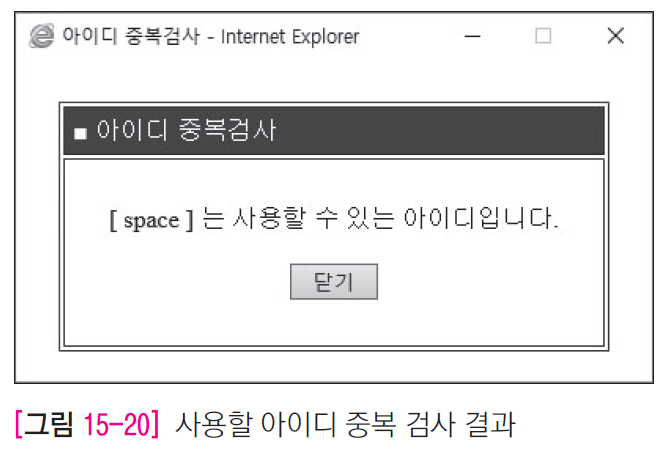 아이디 중복검사 - Internet Explorer
■ 아이디 중복검사
[ space ] 는 사용할 수 있는 아이디입니다.
닫기
[그림 15-20] 사용할 아이디 중복 검사 결과